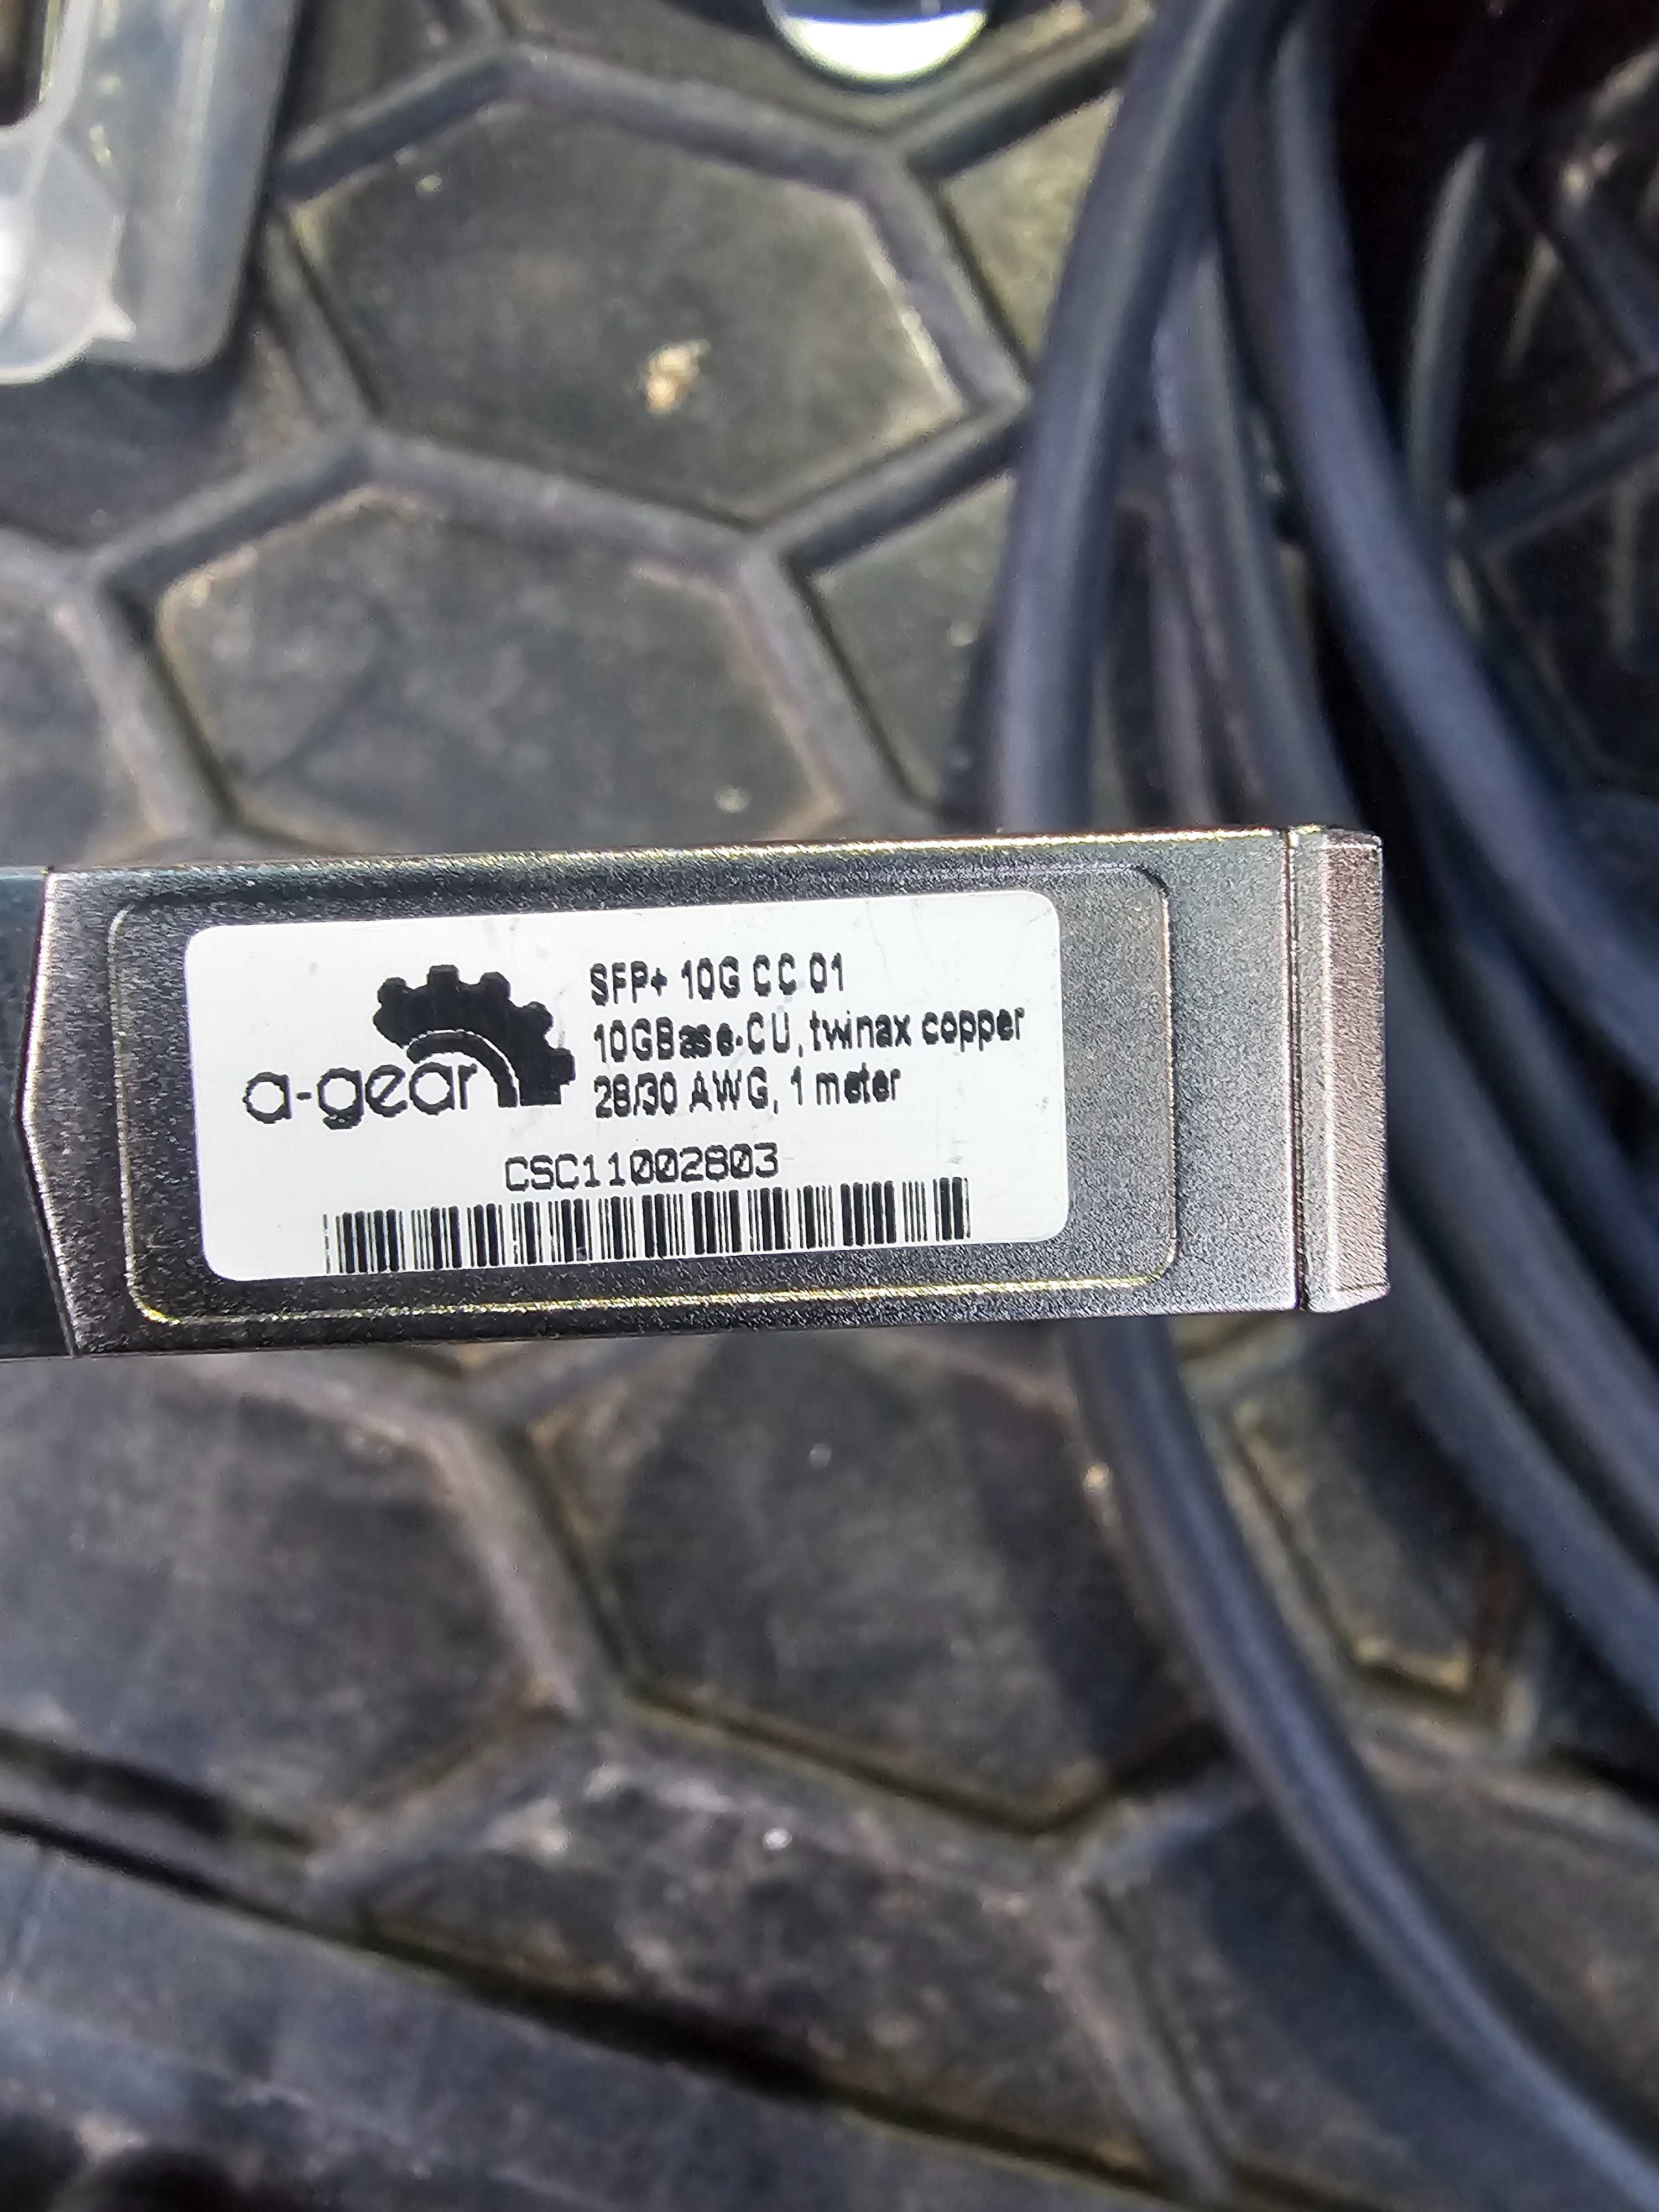 a-gear
SFP+ 10G CC 01
10GBase-CU, twinax copper
28/30 AWG, 1 meter
CSC11002803